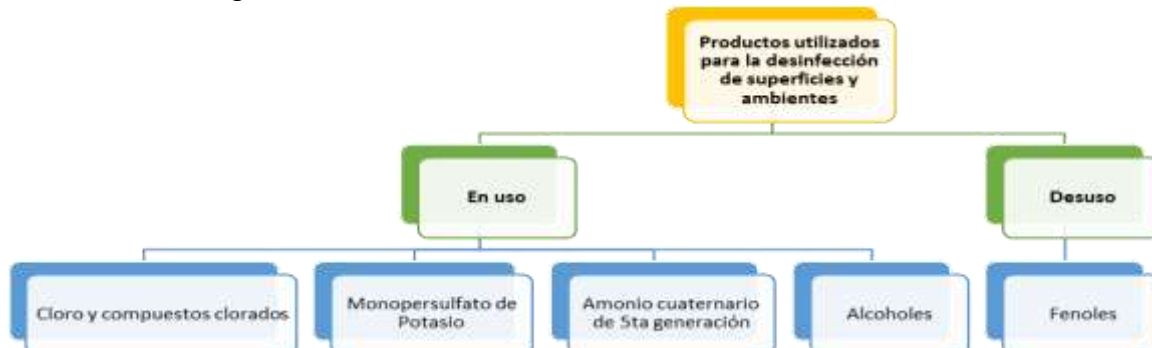 Productos utilizados
para la desinfección
de superficies y
ambientes
En uso
Desuso
Cloro y compuestos clorados
Monopersulfato de
Potasio
Amonio cuaternario
de 5ta generación
Alcoholes
Fenoles